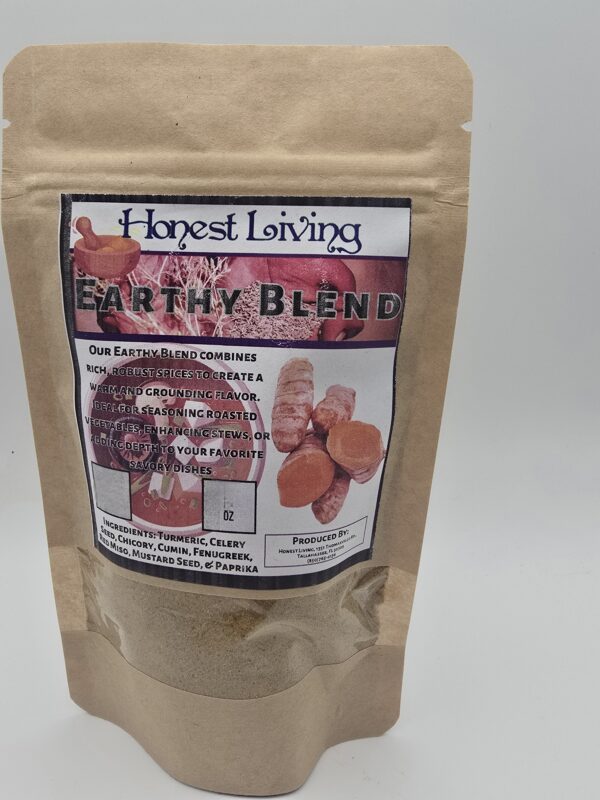 Honest Living
Earthy Blend
Our Earthy Blend combines
rich, robust spices to create a
warm and grounding flavor.
Ideal for seasoning roasted
vegetables, enhancing stews, or
adding depth to your favorite
savory dishes
oz
Ingredients: Turmeric, Celery
Seed, Chicory, Cumin, Fenugreek,
Red Miso, Mustard Seed, & Paprika
Produced By:
Honest Living, 1351
Tallahassee, FL